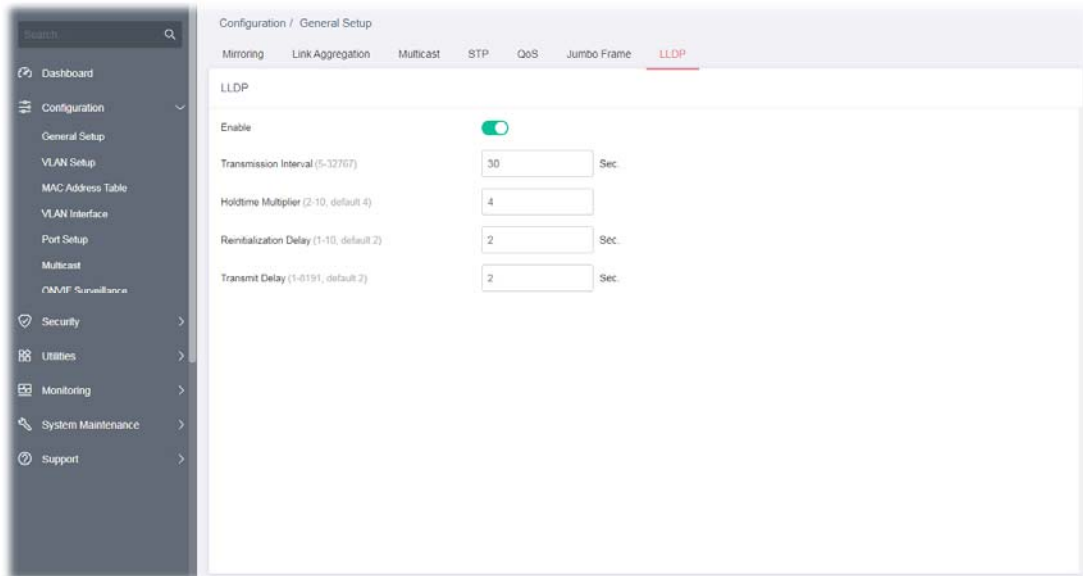 Search
Dashboard
Configuration
General Setup
VLAN Setup
MAC Address Table
VLAN Interface
Port Setup
Multicast
ONVIF Surveillance
Security
Utilities
Monitoring
System Maintenance
Support
Configuration / General Setup
Mirroring Link Aggregation Multicast STP QoS Jumbo Frame LLDP
LLDP
Enable
Transmission Interval (5-32767) 30 Sec.
Holdtime Multiplier (2-10, default 4) 4
Reinitialization Delay (1-10, default 2) 2 Sec.
Transmit Delay (1-8191, default 2) 2 Sec.